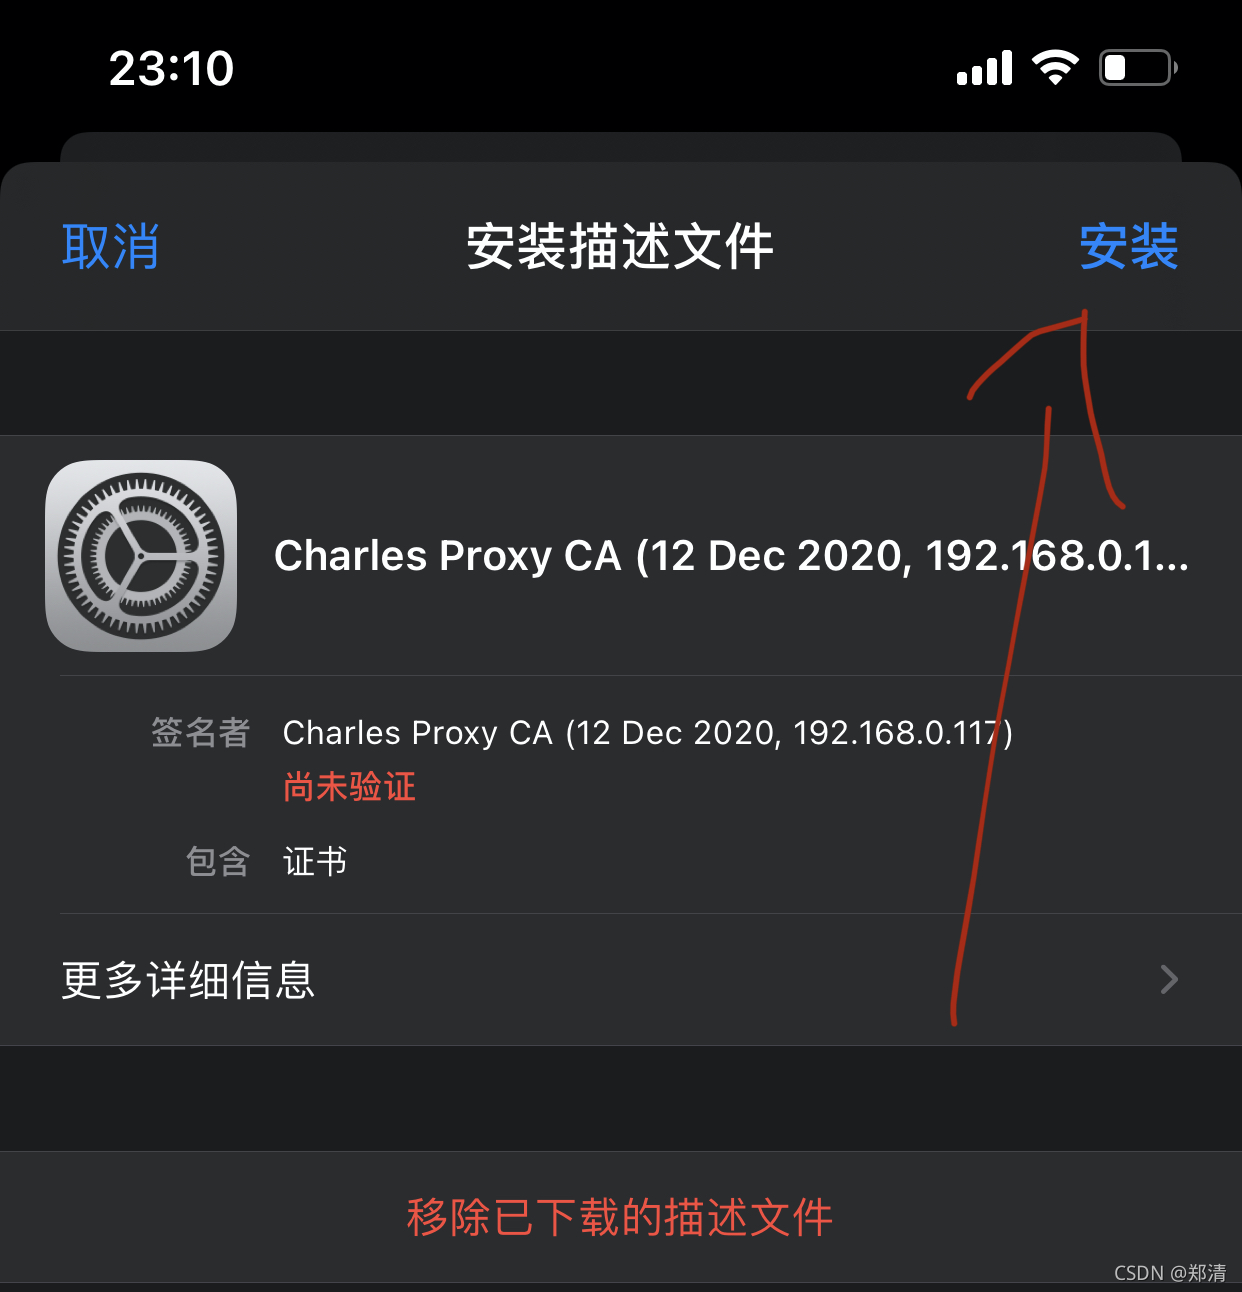 23:10
取消 安装描述文件 安装
Charles Proxy CA (12 Dec 2020, 192.168.0.1...
签名者 Charles Proxy CA (12 Dec 2020, 192.168.0.117)
尚未验证
包含 证书
更多详细信息
移除已下载的描述文件
CSDN @郑清